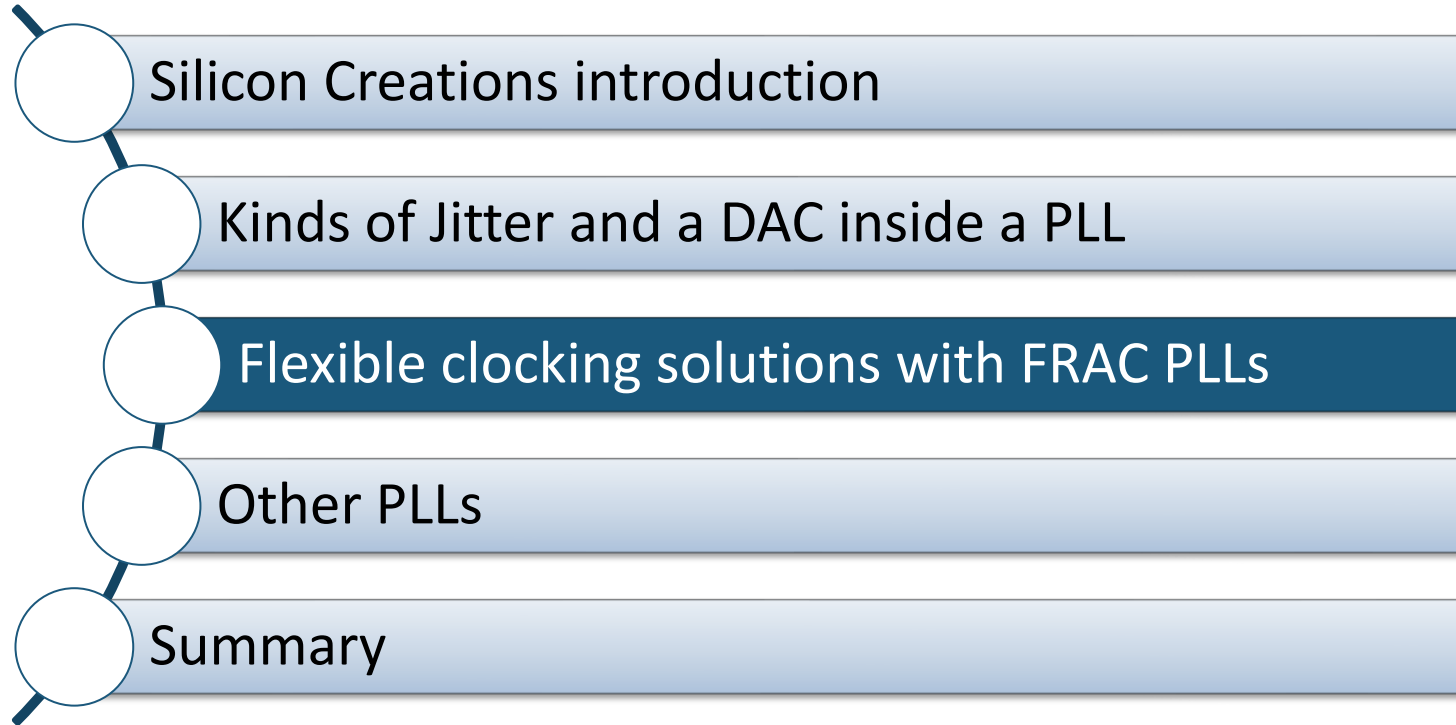 Silicon Creations introduction
Kinds of Jitter and a DAC inside a PLL
Flexible clocking solutions with FRAC PLLs
Other PLLs
Summary